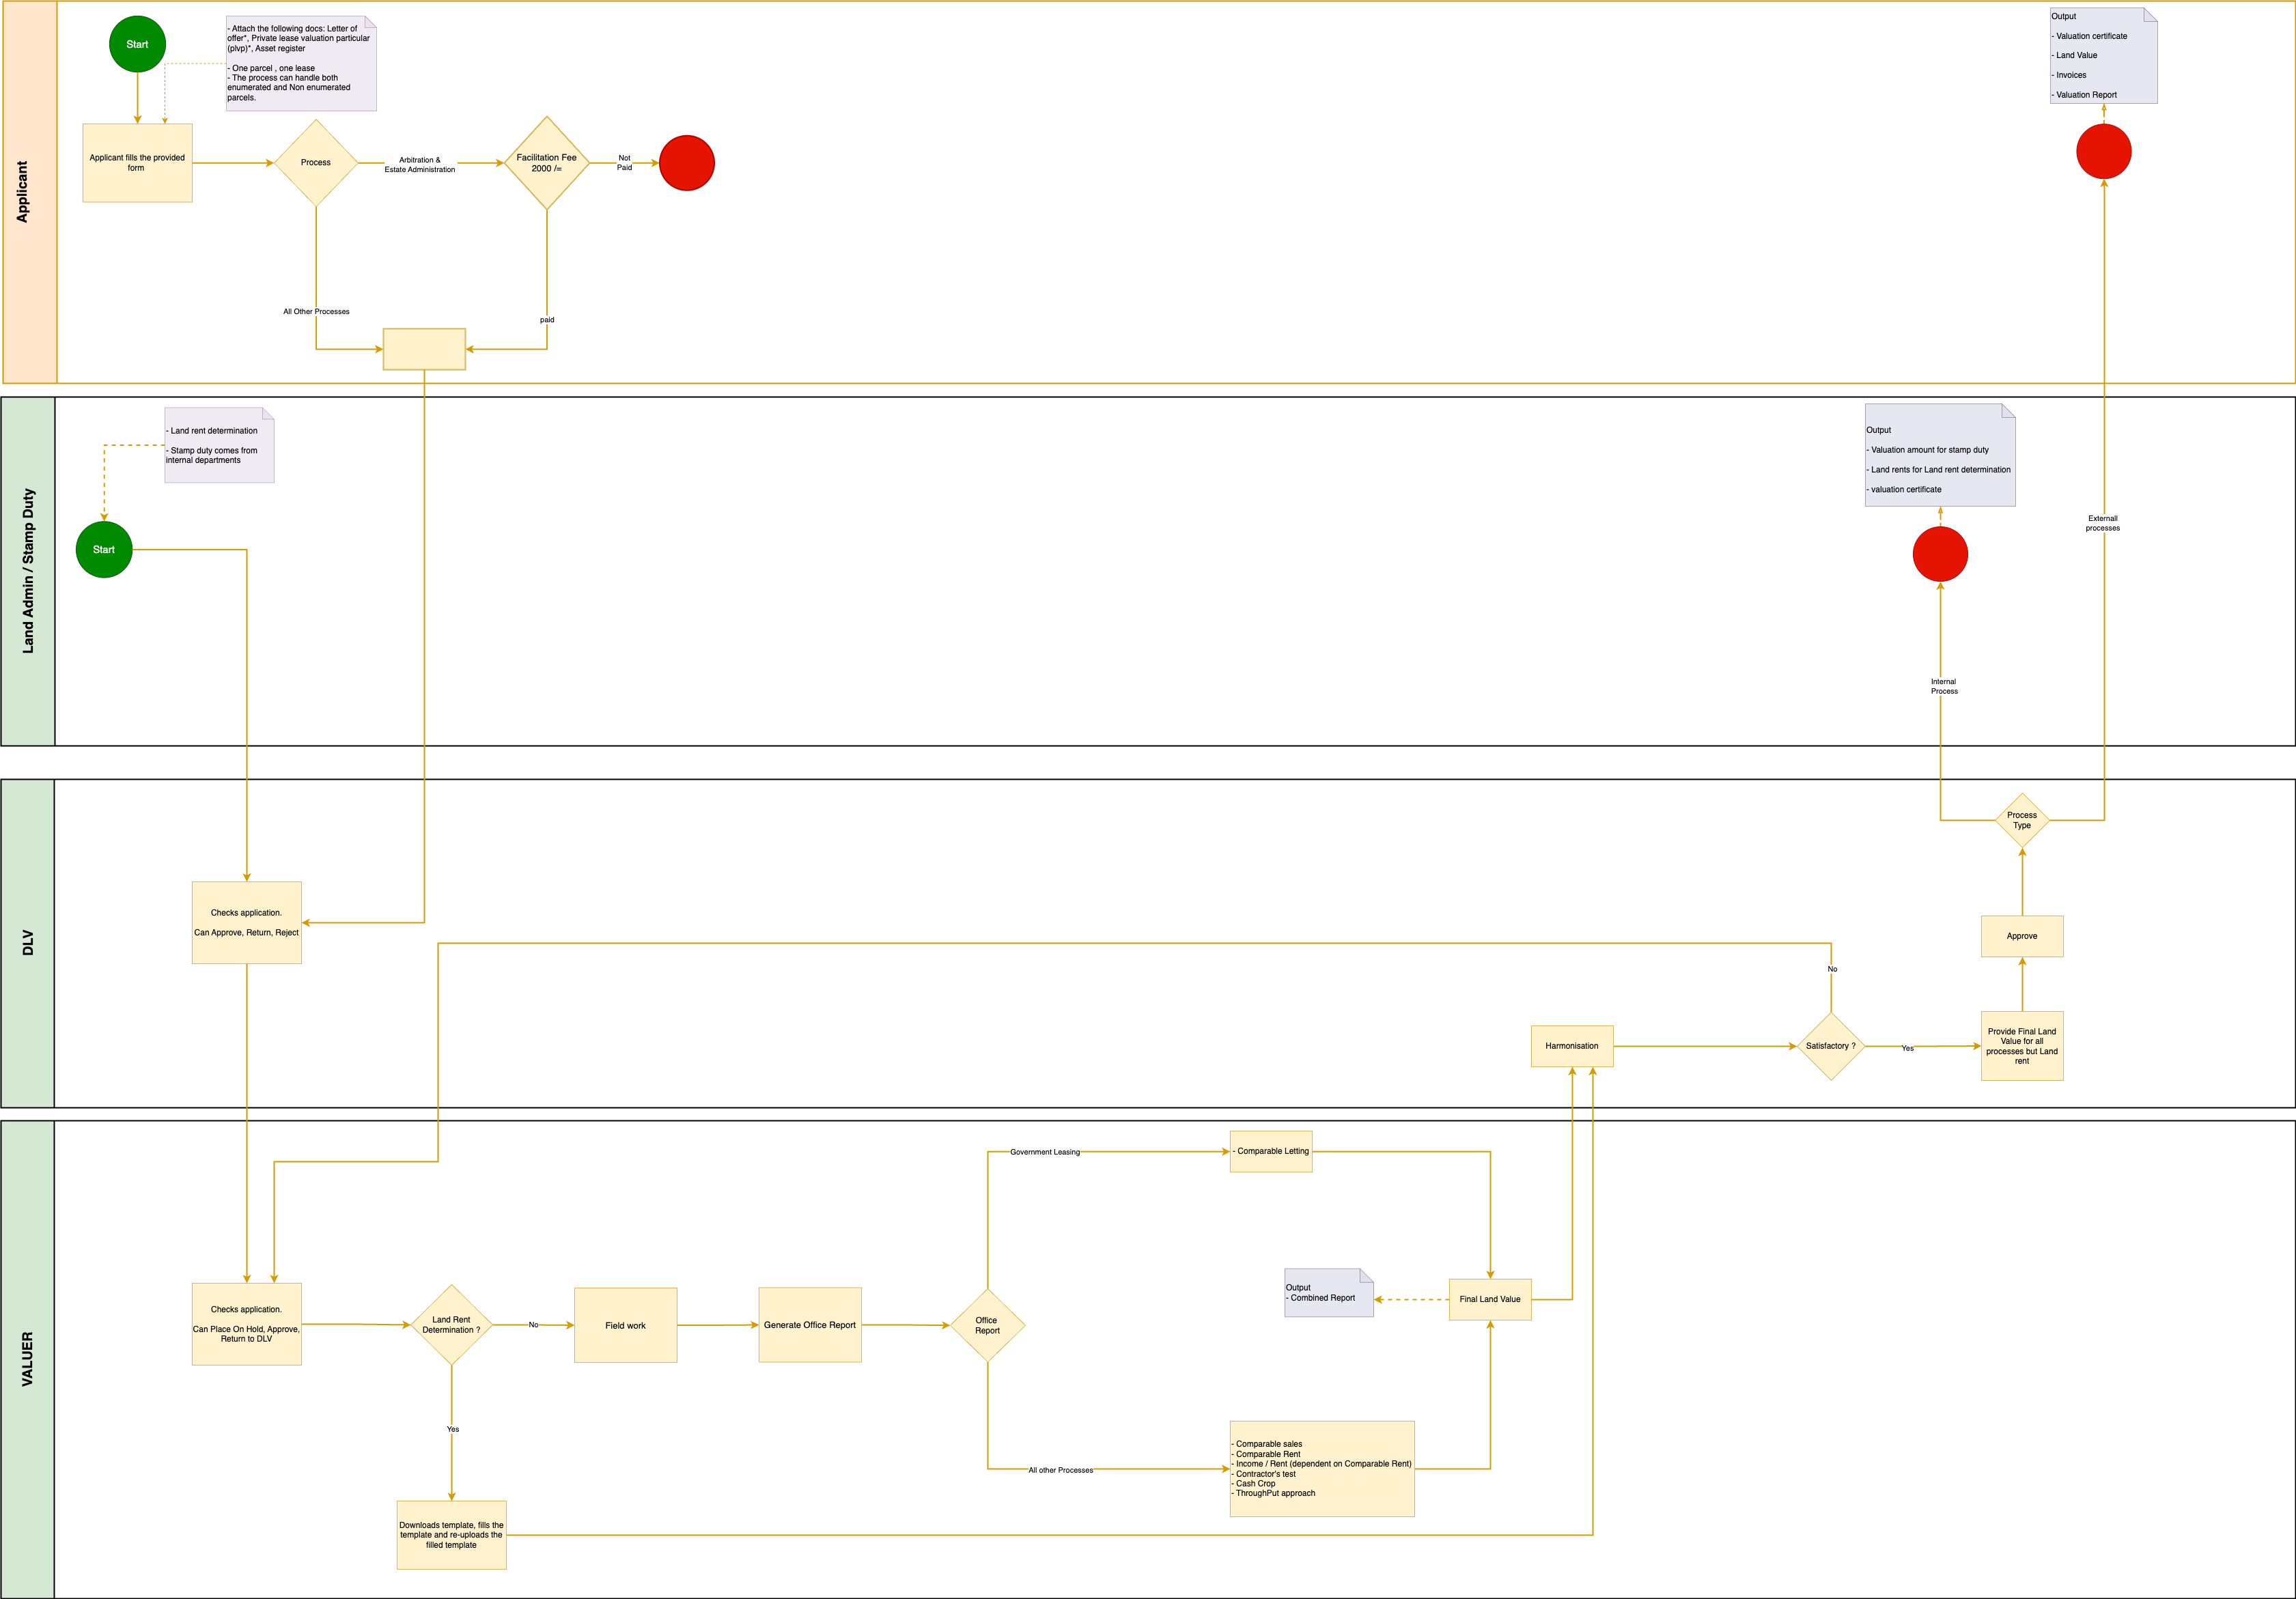 Applicant
Start
- Attach the following docs: Letter of
offer*, Private lease valuation particular
(plvp)*, Asset register
- One parcel , one lease
- The process can handle both
enumerated and Non enumerated
parcels.
Applicant fills the provided
form
Process
Arbitration &
Estate Administration
Facilitation Fee
2000 /=
Not
Paid
All Other Processes
paid
Output
- Valuation certificate
- Land Value
- Invoices
- Valuation Report
Land Admin / Stamp Duty
- Land rent determination
- Stamp duty comes from
internal departments
Start
Output
- Valuation amount for stamp duty
- Land rents for Land rent determination
- valuation certificate
Externall
processes
Internal
Process
DLV
Process
Type
Checks application.
Can Approve, Return, Reject
Approve
No
Harmonisation
Satisfactory ?
Yes
Provide Final Land
Value for all
processes but Land
rent
VALUER
Government Leasing
- Comparable Letting
Checks application.
Can Place On Hold, Approve,
Return to DLV
Land Rent
Determination ?
No
Field work
Generate Office Report
Office
Report
Output
- Combined Report
Final Land Value
Yes
All other Processes
- Comparable sales
- Comparable Rent
- Income / Rent (dependent on Comparable Rent)
- Contractor's test
- Cash Crop
- ThroughPut approach
Downloads template, fills the
template and re-uploads the
filled template